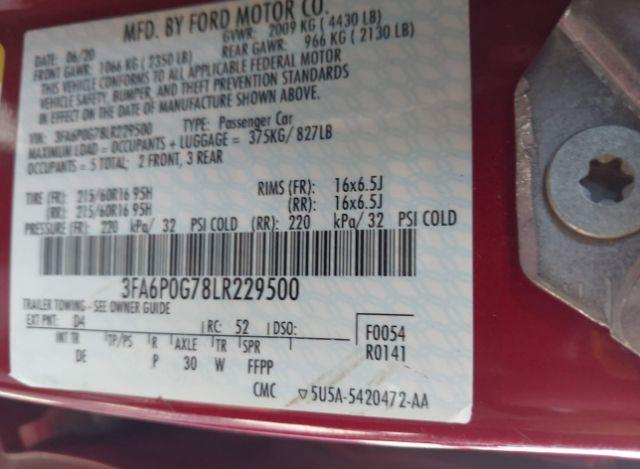 MFD. BY FORD MOTOR CO.
DATE: 06/20 GVWR: 2009 KG (4430 LB)
FRONT GAWR: 1066 KG (2350 LB) REAR GAWR: 966 KG (2130 LB)
THIS VEHICLE CONFORMS TO ALL APPLICABLE FEDERAL MOTOR
VEHICLE SAFETY, BUMPER, AND THEFT PREVENTION STANDARDS
IN EFFECT ON THE DATE OF MANUFACTURE SHOWN ABOVE.
VIN: 3FA6P0G78LR229500 TYPE: Passenger Car
MAXIMUM LOAD = OCCUPANTS + LUGGAGE = 375KG/ 827LB
OCCUPANTS = 5 TOTAL: 2 FRONT, 3 REAR
TIRE (FR): 215/60R16 95H RIMS (FR): 16x6.5J
(RR): 215/60R16 95H (RR): 16x6.5J
PRESSURE (FR): 220 kPa/ 32 PSI COLD (RR): 220 kPa/ 32 PSI COLD
3FA6P0G78LR229500
TRAILER TOWING - SEE OWNER GUIDE
EXT PNT: D4 RC: 52 DSO: F0054
INT TR TP/PS R AXLE TR SPR R0141
DE P 30 W FFPP
CMC ▽5U5A-5420472-AA